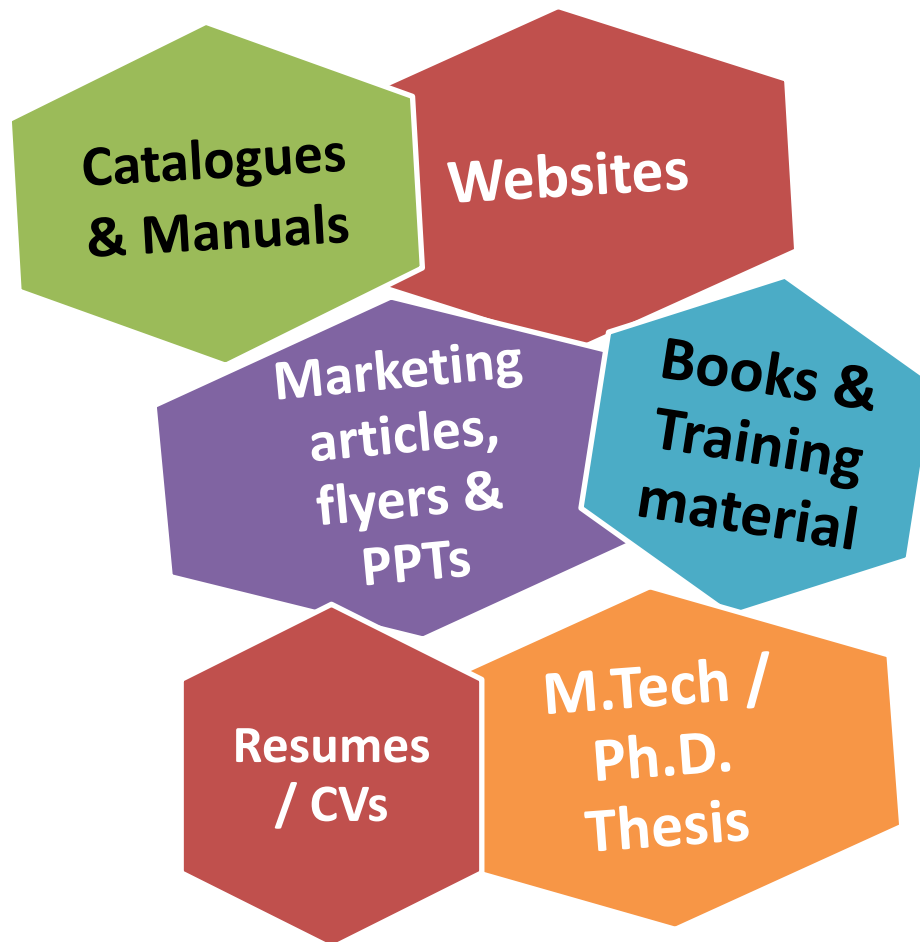 Catalogues
& Manuals
Websites
Marketing
articles,
flyers &
PPTs
Books &
Training
material
Resumes
/ CVs
M.Tech /
Ph.D.
Thesis